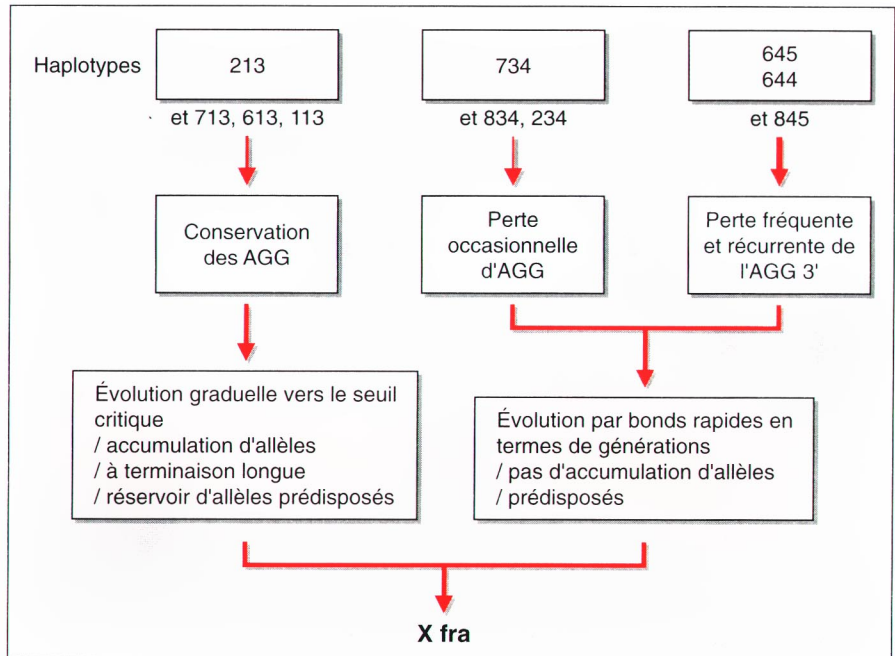 Haplotypes
213
734
645
644
et 713, 613, 113
et 834, 234
et 845
Conservation
des AGG
Perte
occasionnelle
d'AGG
Perte fréquente
et récurrente de
l'AGG 3'
Évolution graduelle vers le seuil
critique
/ accumulation d'allèles
/ à terminaison longue
/ réservoir d'allèles prédisposés
Évolution par bonds rapides en
termes de générations
/ pas d'accumulation d'allèles
/ prédisposés
X fra